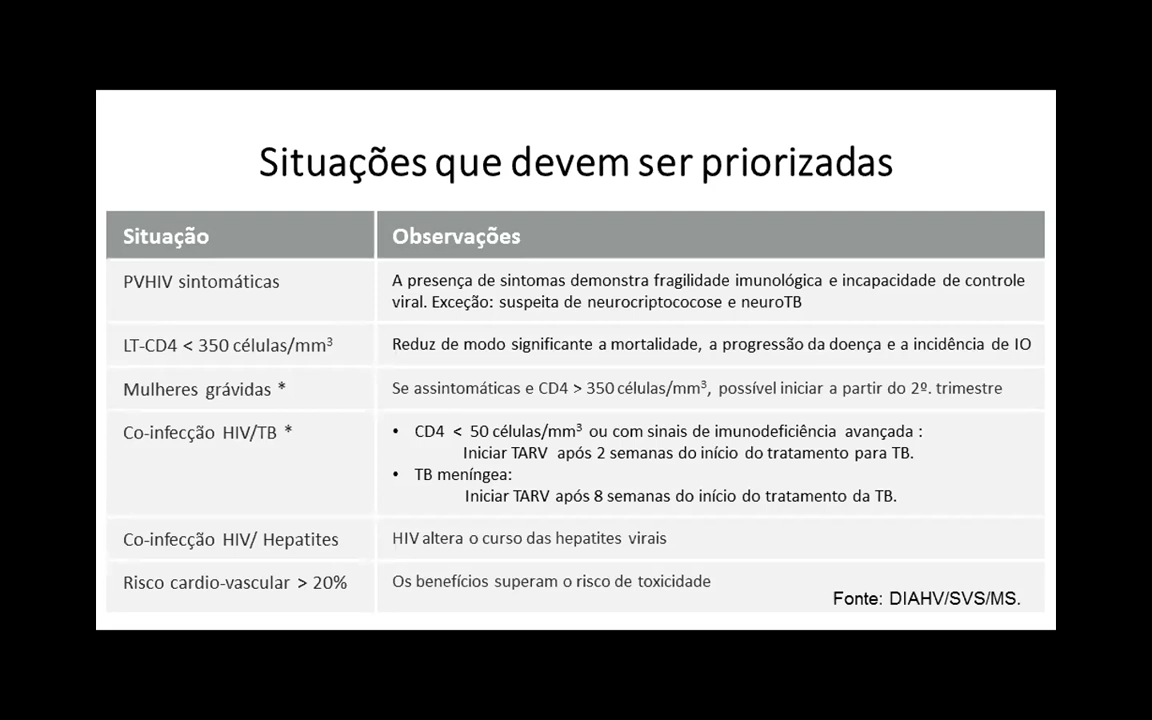 Situações que devem ser priorizadas
Situação
Observações
PVHIV sintomáticas
A presença de sintomas demonstra fragilidade imunológica e incapacidade de controle
viral. Exceção: suspeita de neurocriptococose e neuroTB
LT-CD4 < 350 células/mm³
Reduz de modo significante a mortalidade, a progressão da doença e a incidência de IO
Mulheres grávidas *
Se assintomáticas e CD4 > 350 células/mm³, possível iniciar a partir do 2º. trimestre
Co-infecção HIV/TB *
• CD4 < 50 células/mm³ ou com sinais de imunodeficiência avançada :
Iniciar TARV após 2 semanas do início do tratamento para TB.
• TB meníngea:
Iniciar TARV após 8 semanas do início do tratamento da TB.
Co-infecção HIV/ Hepatites
HIV altera o curso das hepatites virais
Risco cardio-vascular > 20%
Os benefícios superam o risco de toxicidade
Fonte: DIAHV/SVS/MS.